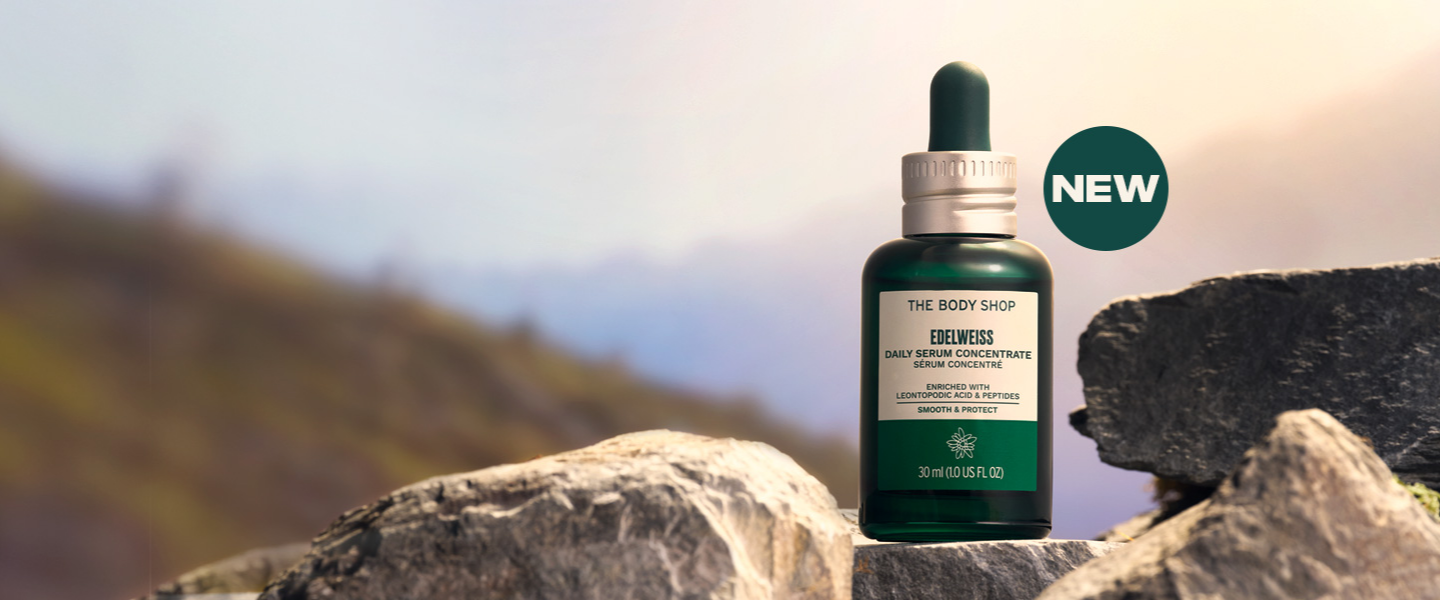 NEW
THE BODY SHOP
EDELWEISS
DAILY SERUM CONCENTRATE
SÉRUM CONCENTRÉ
ENRICHED WITH
LEONTOPODIC ACID & PEPTIDES
SMOOTH & PROTECT
30 ml (1.0 US FL OZ)